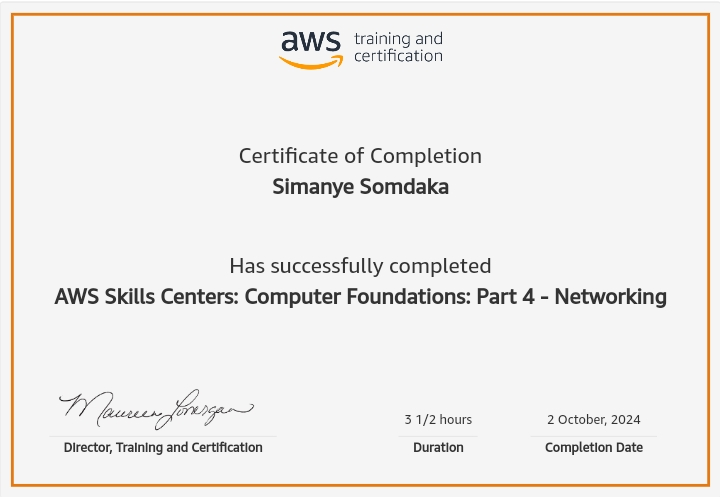 aws training and
certification
Certificate of Completion
Simanye Somdaka
Has successfully completed
AWS Skills Centers: Computer Foundations: Part 4 - Networking
Maureen Lonergan
3 1/2 hours
2 October, 2024
Director, Training and Certification
Duration
Completion Date